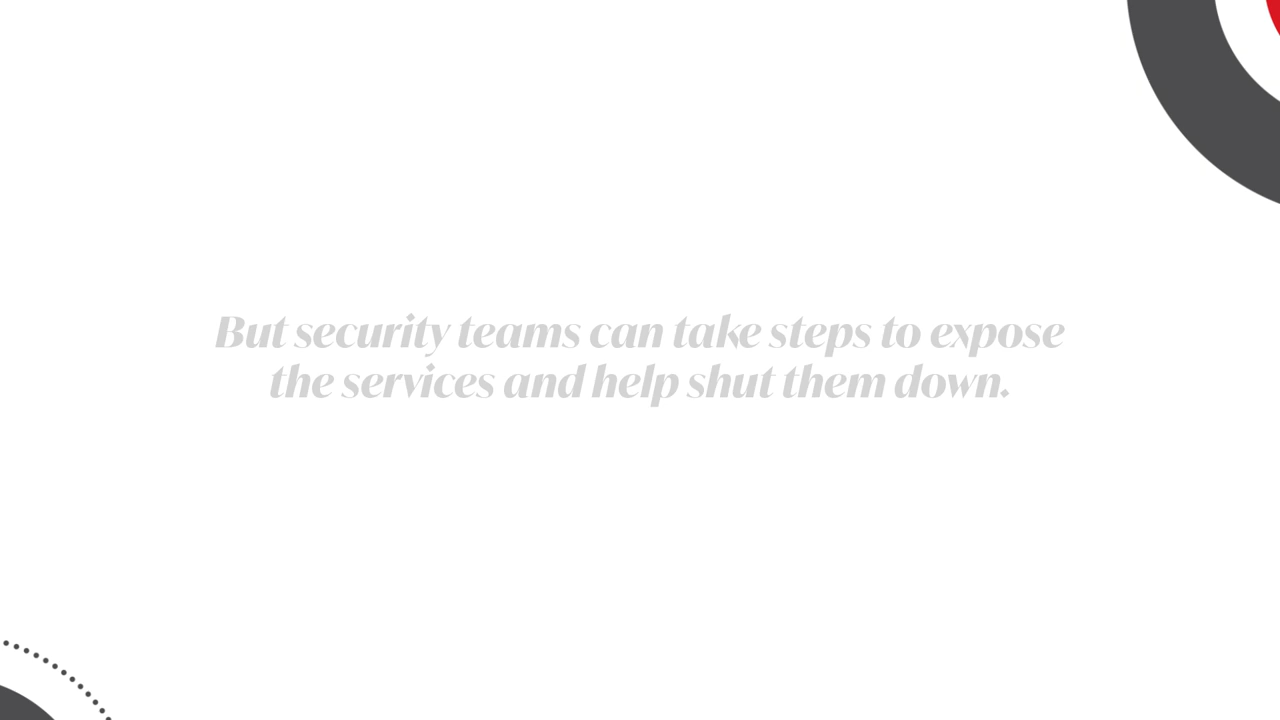 But security teams can take steps to expose
the services and help shut them down.